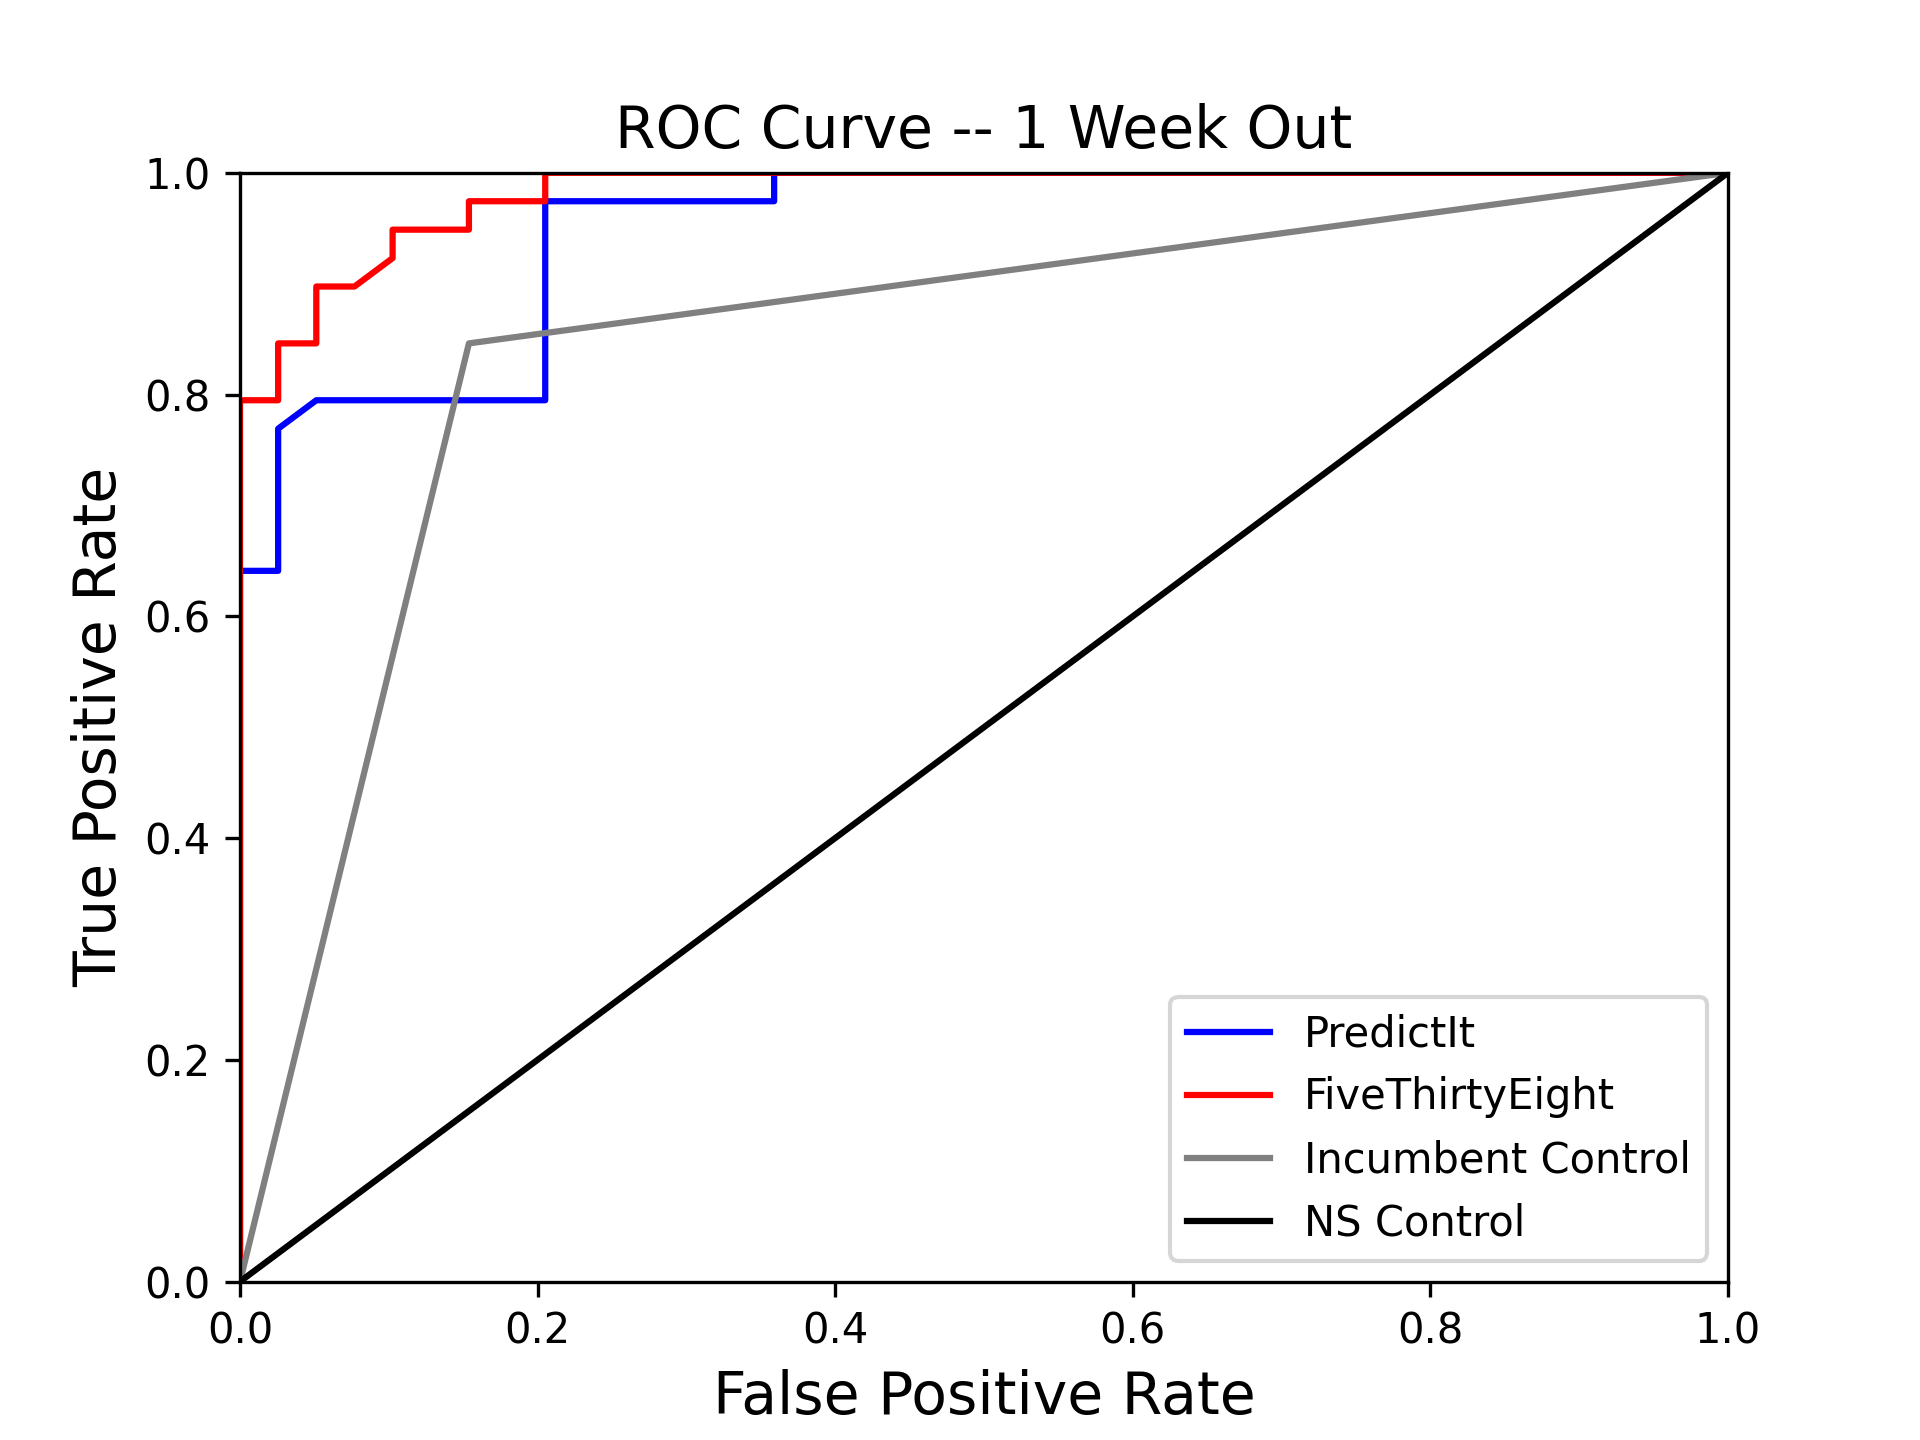 ROC Curve -- 1 Week Out
1.0
0.8
0.6
0.4
0.2
0.0
True Positive Rate
0.0 0.2 0.4 0.6 0.8 1.0
False Positive Rate
PredictIt
FiveThirtyEight
Incumbent Control
NS Control